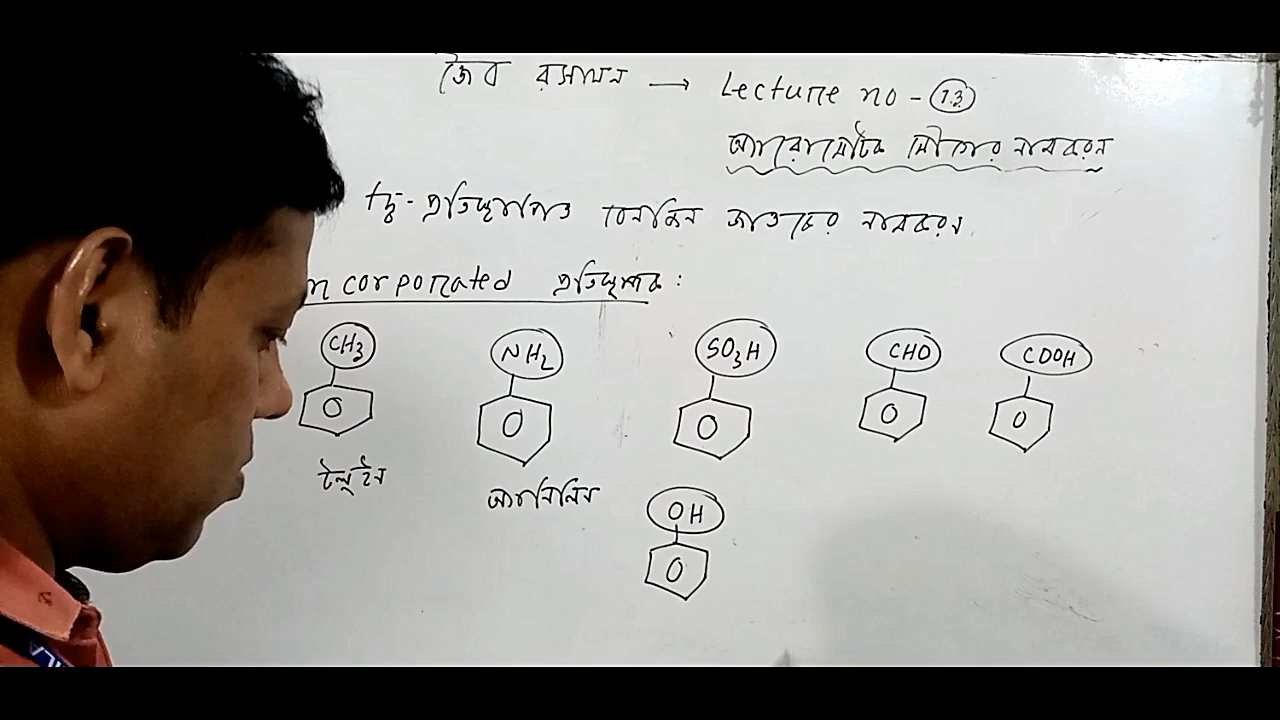 জৈব রসায়ন → Lecture no - 13
অ্যারোমেটিক যৌগের নামকরণ
দ্বি-প্রতিস্থাপিত বেনজিন জাতকের নামকরণ।
ncorporated প্রতিস্থাপক :
CH3 NH2 SO3H CHO COOH
টলুইন
অ্যানিলিন
OH